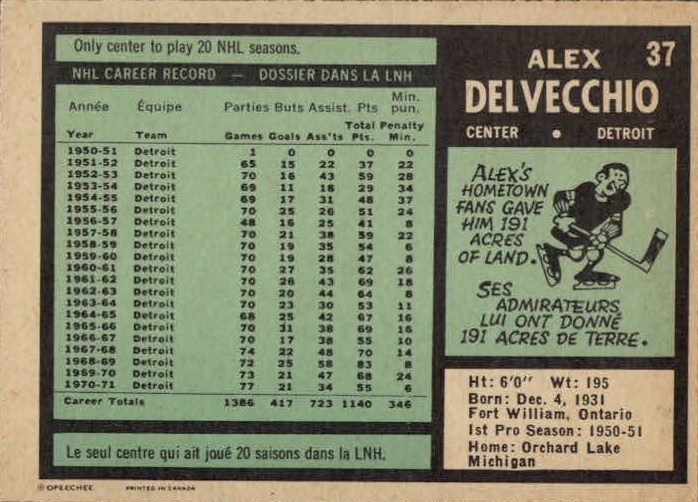 Only center to play 20 NHL seasons.
NHL CAREER RECORD — DOSSIER DANS LA LNH
Année Équipe Parties Buts Assist. Pts Min. pun.
Year Team Games Goals Ass'ts Total Pts. Penalty Min.
1950-51 Detroit 1 0 0 0 0
1951-52 Detroit 65 15 22 37 22
1952-53 Detroit 70 16 43 59 28
1953-54 Detroit 69 11 18 29 34
1954-55 Detroit 69 17 31 48 37
1955-56 Detroit 70 25 26 51 24
1956-57 Detroit 48 16 25 41 8
1957-58 Detroit 70 21 38 59 22
1958-59 Detroit 70 19 35 54 6
1959-60 Detroit 70 19 28 47 8
1960-61 Detroit 70 27 35 62 26
1961-62 Detroit 70 26 43 69 18
1962-63 Detroit 70 20 44 64 8
1963-64 Detroit 70 23 30 53 11
1964-65 Detroit 68 25 42 67 16
1965-66 Detroit 70 31 38 69 16
1966-67 Detroit 70 17 38 55 10
1967-68 Detroit 74 22 48 70 14
1968-69 Detroit 72 25 58 83 8
1969-70 Detroit 73 21 47 68 24
1970-71 Detroit 77 21 34 55 6
Career Totals 1386 417 723 1140 346
Le seul centre qui ait joué 20 saisons dans la LNH.
© OPEECHEE PRINTED IN CANADA
37
ALEX
DELVECCHIO
CENTER • DETROIT
ALEX'S
HOMETOWN
FANS GAVE
HIM 191
ACRES
OF LAND.
SES
ADMIRATEURS
LUI ONT DONNÉ
191 ACRES DE TERRE.
Ht: 6'0" Wt: 195
Born: Dec. 4, 1931
Fort William, Ontario
1st Pro Season: 1950-51
Home: Orchard Lake
Michigan